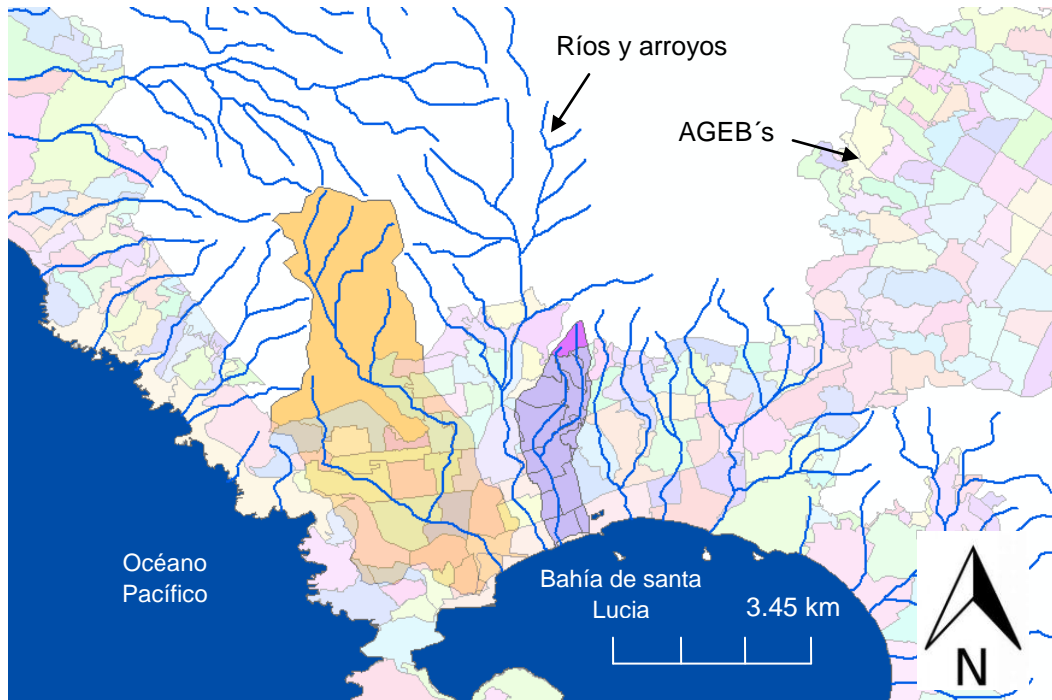 Ríos y arroyos
AGEB´s
Océano
Pacífico
Bahía de santa
Lucia
3.45 km
N